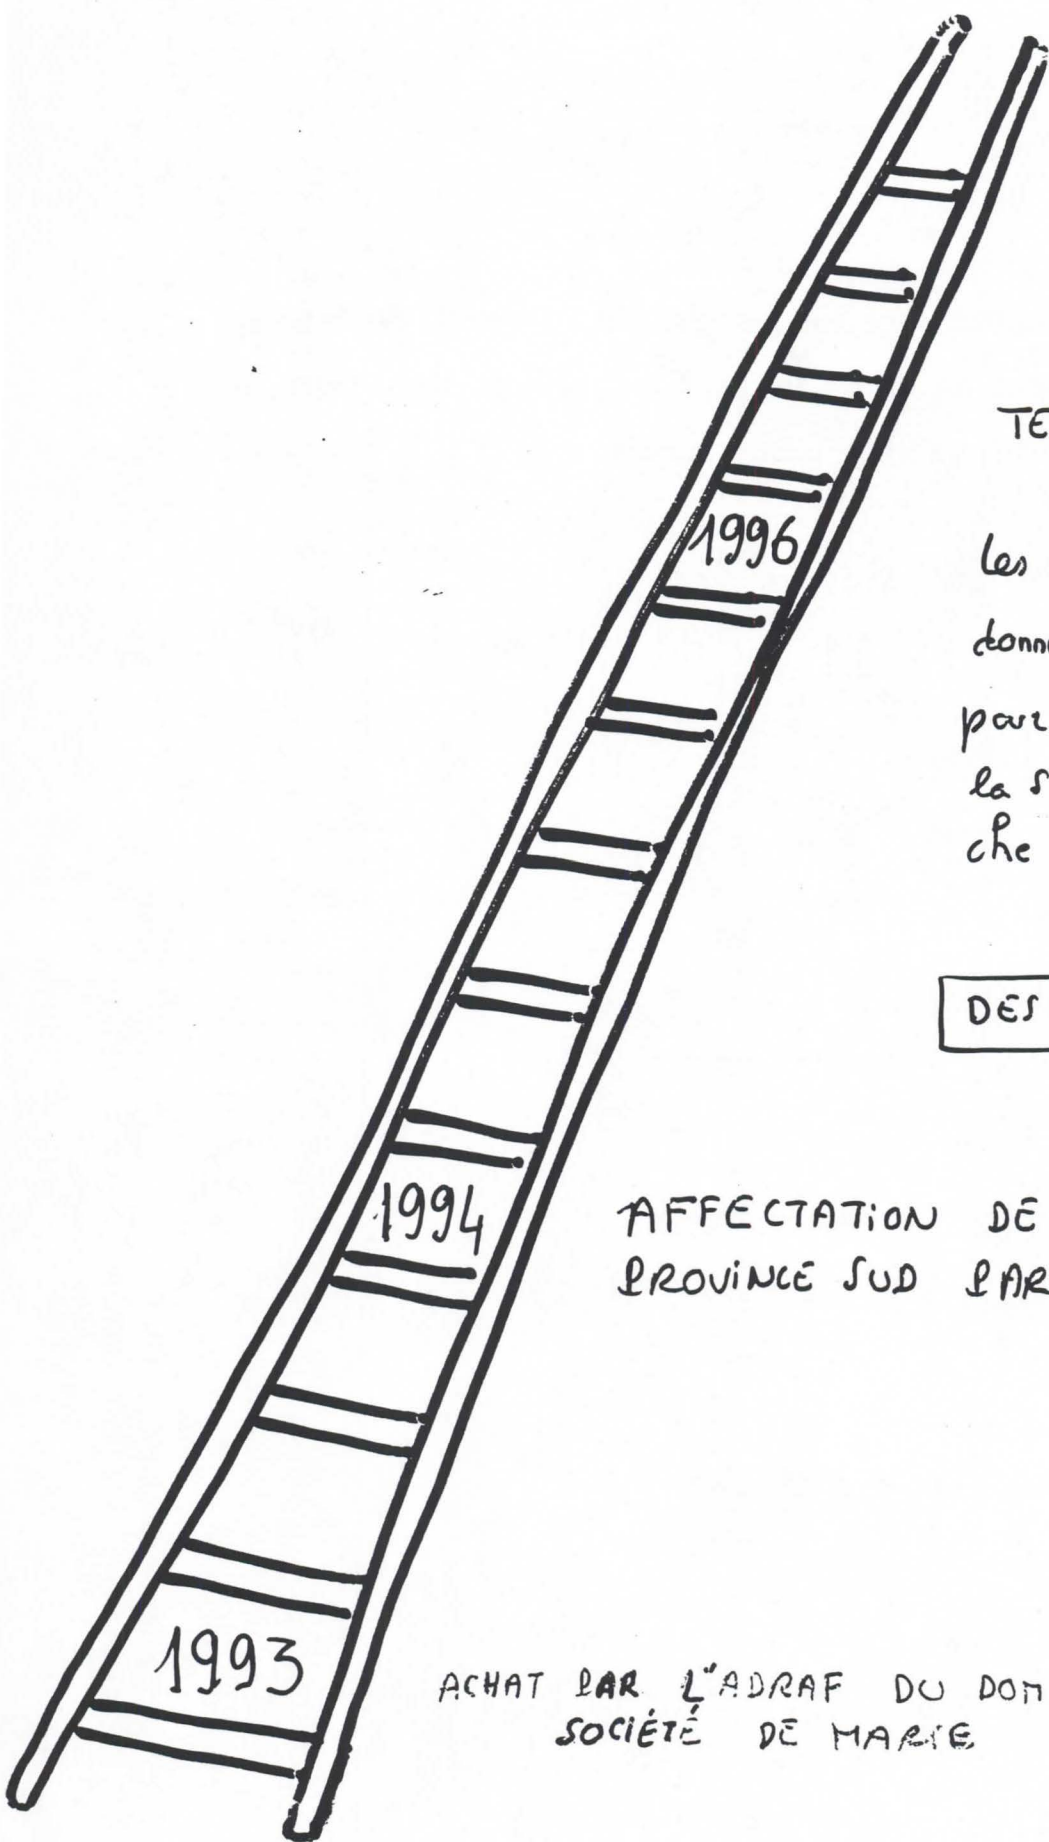 TE
1996
les
donn
par
la s
che
DES
1994
AFFECTATION DE
PROVINCE SUD PAR
1993
ACHAT PAR L'ADRAF DU DOM
SOCIÉTÉ DE MARIE